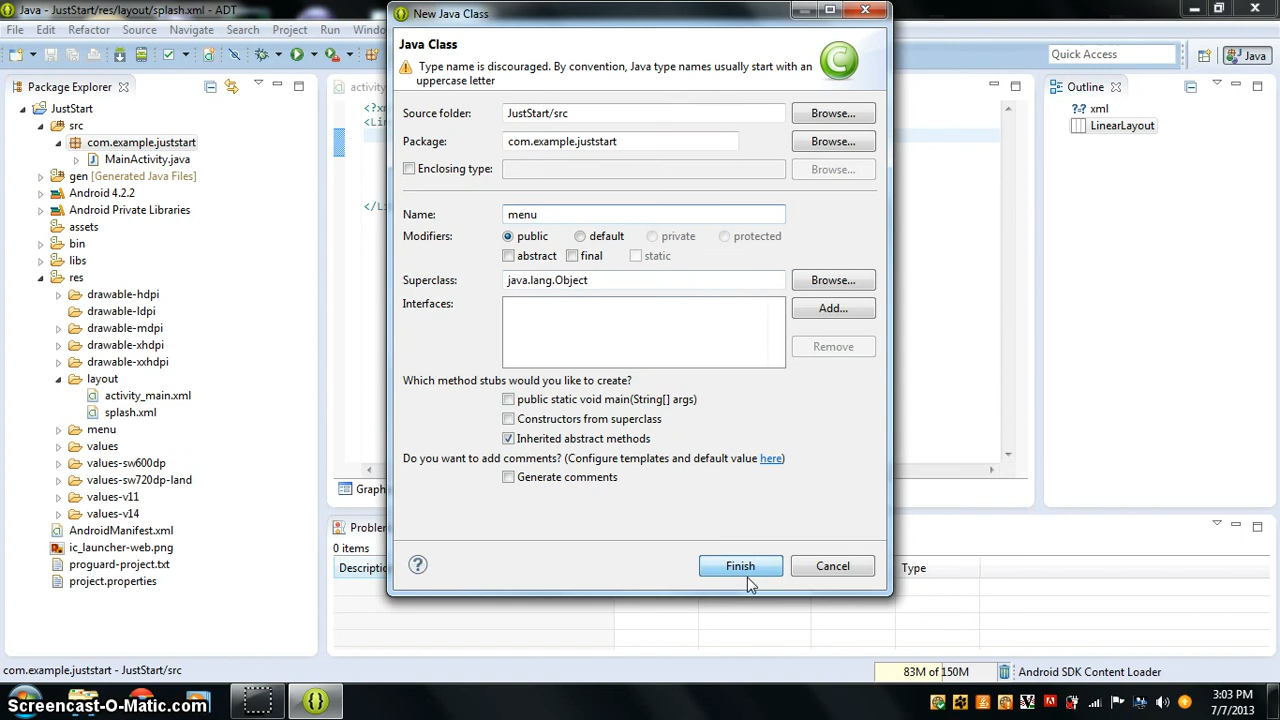 Java - JustStart/res/layout/splash.xml - ADT
File Edit Refactor Source Navigate Search Project Run Windo
Quick Access
Java
Package Explorer
JustStart
src
com.example.juststart
MainActivity.java
gen [Generated Java Files]
Android 4.2.2
Android Private Libraries
assets
bin
libs
res
drawable-hdpi
drawable-ldpi
drawable-mdpi
drawable-xhdpi
drawable-xxhdpi
layout
activity_main.xml
splash.xml
menu
values
values-sw600dp
values-sw720dp-land
values-v11
values-v14
AndroidManifest.xml
ic_launcher-web.png
proguard-project.txt
project.properties
activity
<?xm
<Lin
</Li
Graph
New Java Class
Java Class
Type name is discouraged. By convention, Java type names usually start with an
uppercase letter
C
Source folder: JustStart/src Browse...
Package: com.example.juststart Browse...
Enclosing type: Browse...
Name: menu
Modifiers: public default private protected
abstract final static
Superclass: java.lang.Object Browse...
Interfaces: Add...
Remove
Which method stubs would you like to create?
public static void main(String[] args)
Constructors from superclass
Inherited abstract methods
Do you want to add comments? (Configure templates and default value here)
Generate comments
? Finish Cancel
Outline
xml
LinearLayout
Problem
0 items
Descriptio
Type
com.example.juststart - JustStart/src
83M of 150M
Android SDK Content Loader
Screencast-O-Matic.com
3:03 PM
7/7/2013